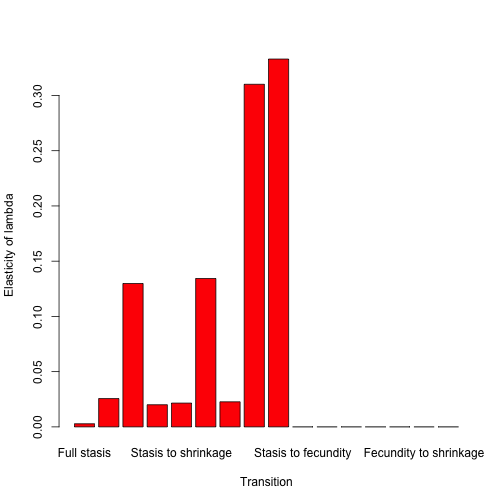 0.30
0.25
0.20
0.15
0.10
0.05
0.00
Elasticity of lambda
Full stasis Stasis to shrinkage Stasis to fecundity Fecundity to shrinkage
Transition